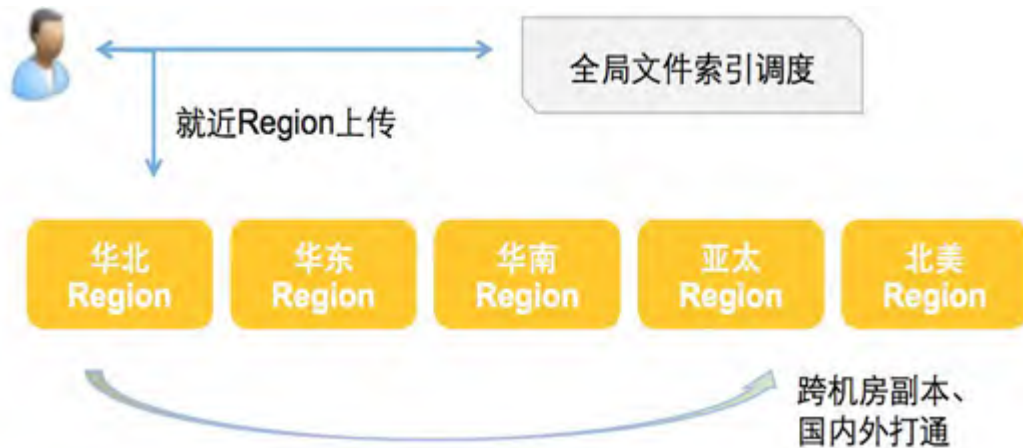 全局文件索引调度
就近Region上传
华北
Region
华东
Region
华南
Region
亚太
Region
北美
Region
跨机房副本、
国内外打通